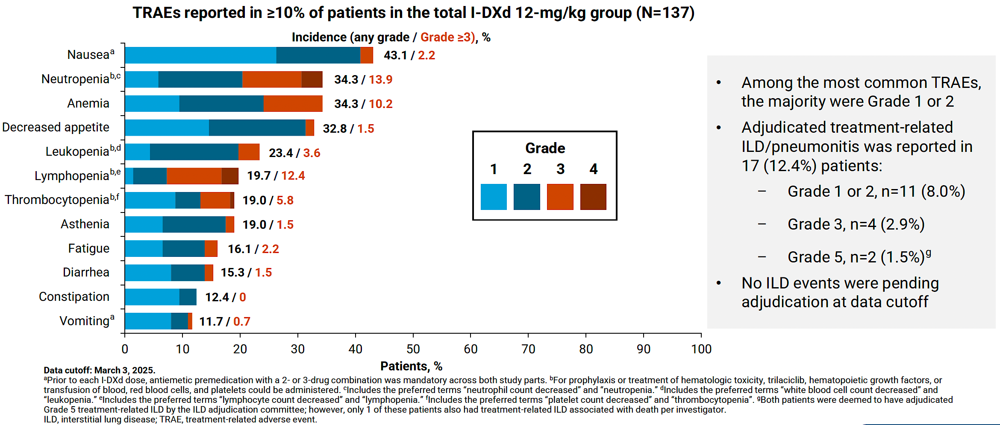 TRAEs reported in ≥10% of patients in the total I-DXd 12-mg/kg group (N=137)
Incidence (any grade / Grade ≥3), %
Nauseaᵃ 43.1 / 2.2
Neutropeniaᵇ,ᶜ 34.3 / 13.9
Anemia 34.3 / 10.2
Decreased appetite 32.8 / 1.5
Leukopeniaᵇ,ᵈ 23.4 / 3.6
Lymphopeniaᵇ,ᵉ 19.7 / 12.4
Thrombocytopeniaᵇ,ᶠ 19.0 / 5.8
Asthenia 19.0 / 1.5
Fatigue 16.1 / 2.2
Diarrhea 15.3 / 1.5
Constipation 12.4 / 0
Vomitingᵃ 11.7 / 0.7
0 10 20 30 40 50 60 70 80 90 100
Patients, %
Grade
1 2 3 4
• Among the most common TRAEs,
the majority were Grade 1 or 2
• Adjudicated treatment-related
ILD/pneumonitis was reported in
17 (12.4%) patients:
– Grade 1 or 2, n=11 (8.0%)
– Grade 3, n=4 (2.9%)
– Grade 5, n=2 (1.5%)ᵍ
• No ILD events were pending
adjudication at data cutoff
Data cutoff: March 3, 2025.
ᵃPrior to each I-DXd dose, antiemetic premedication with a 2- or 3-drug combination was mandatory across both study parts. ᵇFor prophylaxis or treatment of hematologic toxicity, trilaciclib, hematopoietic growth factors, or
transfusion of blood, red blood cells, and platelets could be administered. ᶜIncludes the preferred terms “neutrophil count decreased” and “neutropenia.” ᵈIncludes the preferred terms “white blood cell count decreased” and
“leukopenia.” ᵉIncludes the preferred terms “lymphocyte count decreased” and “lymphopenia.” ᶠIncludes the preferred terms “platelet count decreased” and “thrombocytopenia”. ᵍBoth patients were deemed to have adjudicated
Grade 5 treatment-related ILD by the ILD adjudication committee; however, only 1 of these patients also had treatment-related ILD associated with death per investigator.
ILD, interstitial lung disease; TRAE, treatment-related adverse event.